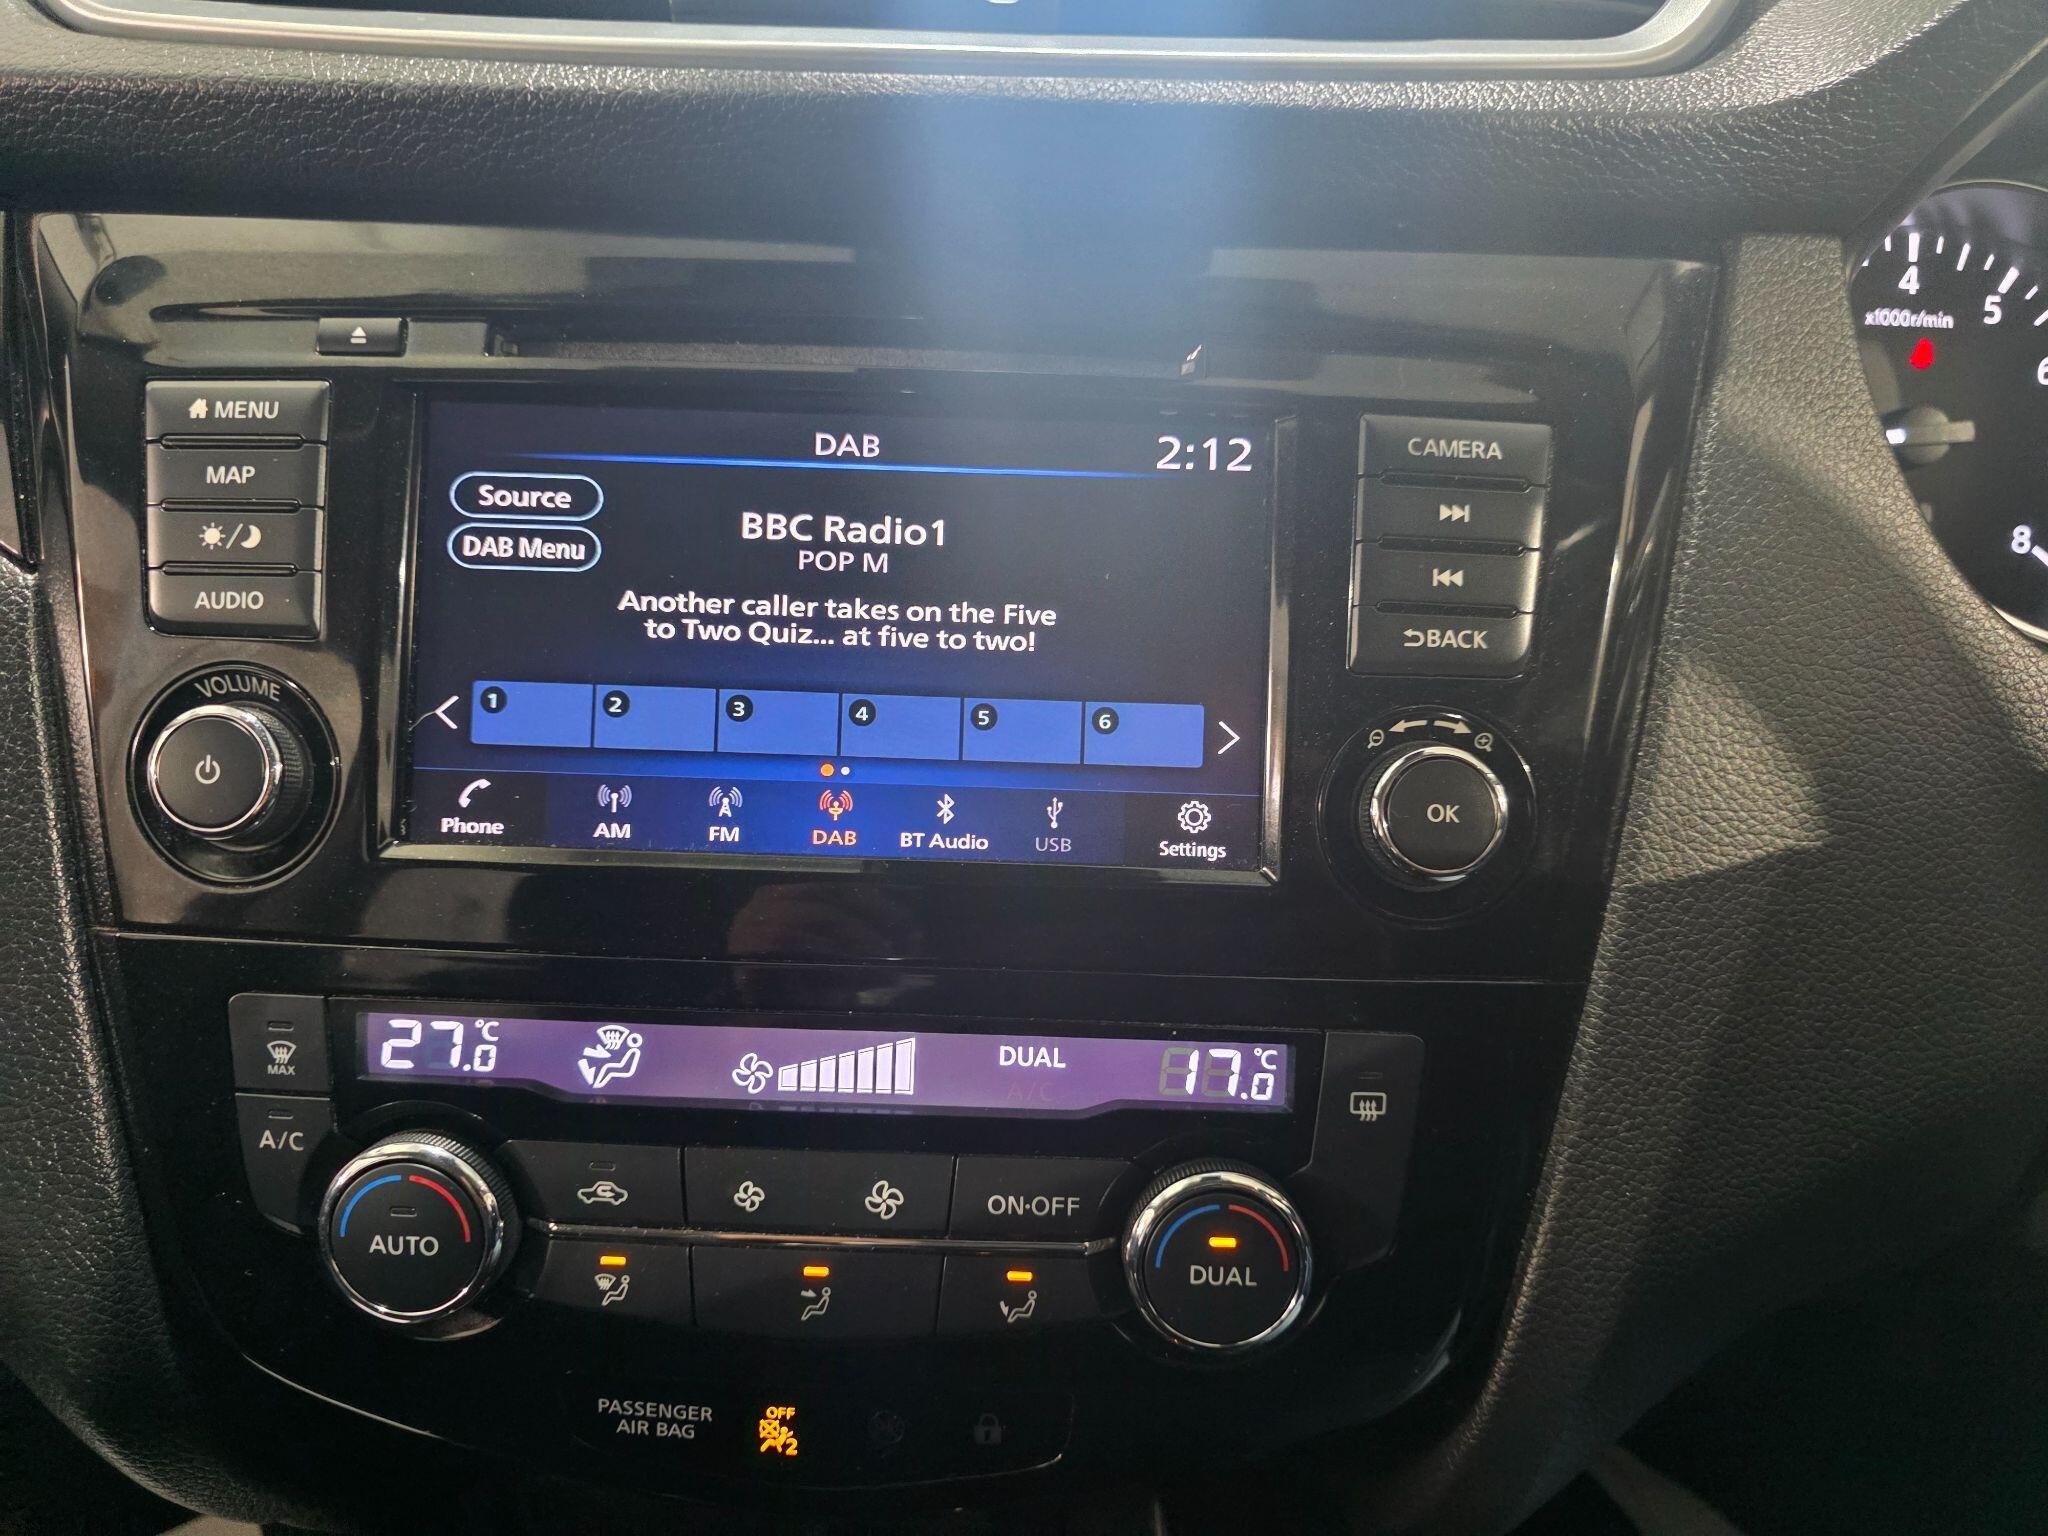 4
5
x1000r/min
6
8
MENU
MAP
AUDIO
VOLUME
DAB
2:12
Source
DAB Menu
BBC Radio1
POP M
Another caller takes on the Five
to Two Quiz... at five to two!
1 2 3 4 5 6
Phone AM FM DAB BT Audio USB Settings
CAMERA
BACK
OK
MAX
A/C
27.0 °C
DUAL
A/C
17.0 °C
AUTO
ON·OFF
DUAL
PASSENGER
AIR BAG
OFF
2